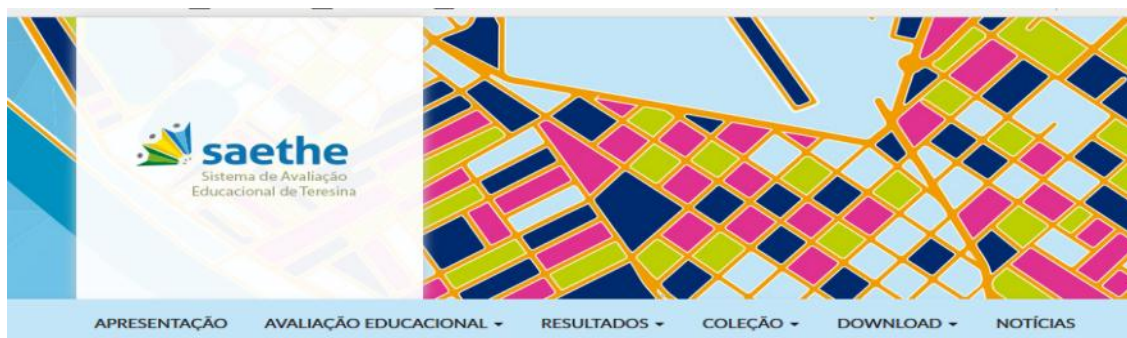 saethe
Sistema de Avaliação
Educacional de Teresina
APRESENTAÇÃO AVALIAÇÃO EDUCACIONAL RESULTADOS COLEÇÃO DOWNLOAD NOTÍCIAS